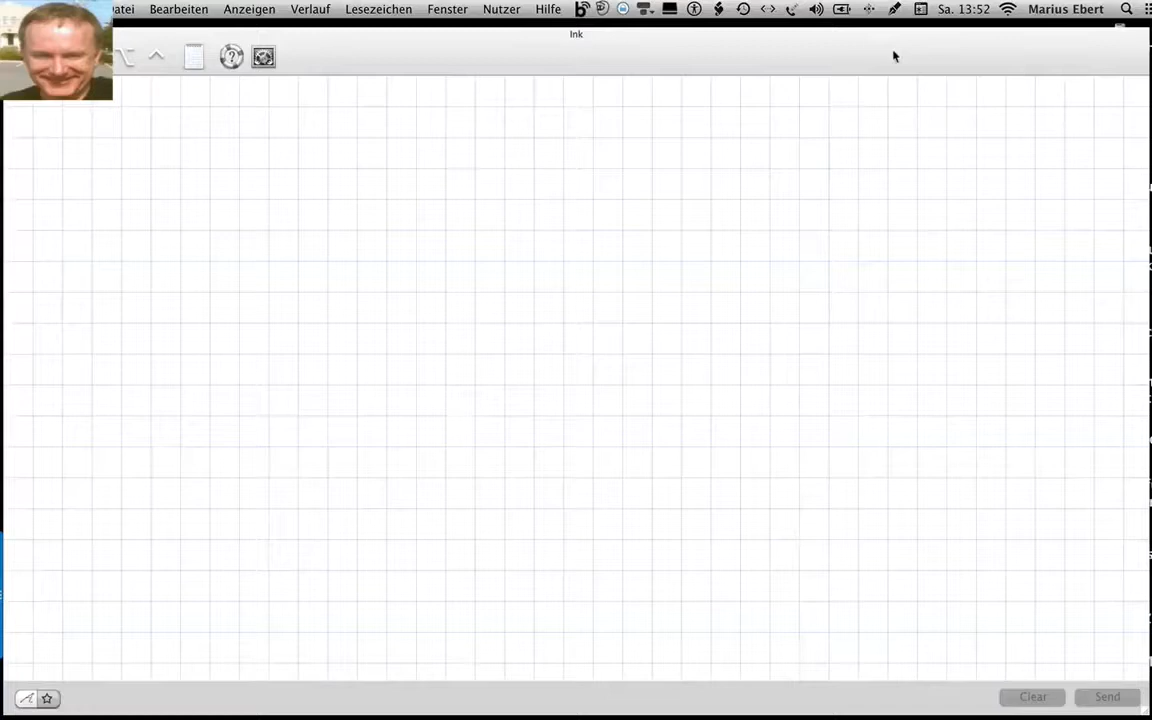 atei Bearbeiten Anzeigen Verlauf Lesezeichen Fenster Nutzer Hilfe Sa. 13:52 Marius Ebert
Ink
Clear Send